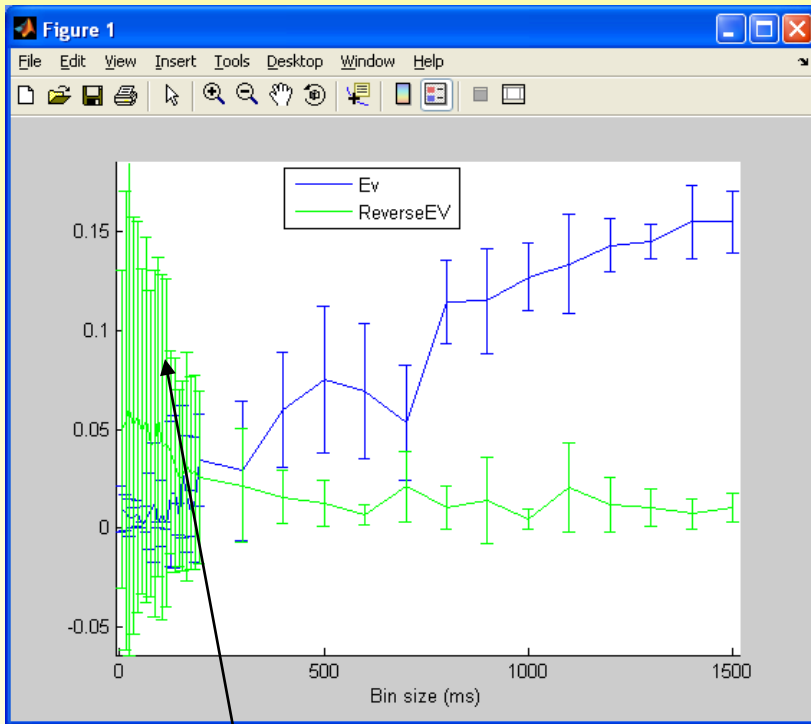 Figure 1
File Edit View Insert Tools Desktop Window Help
Ev
ReverseEV
0.15
0.1
0.05
0
-0.05
0 500 1000 1500
Bin size (ms)